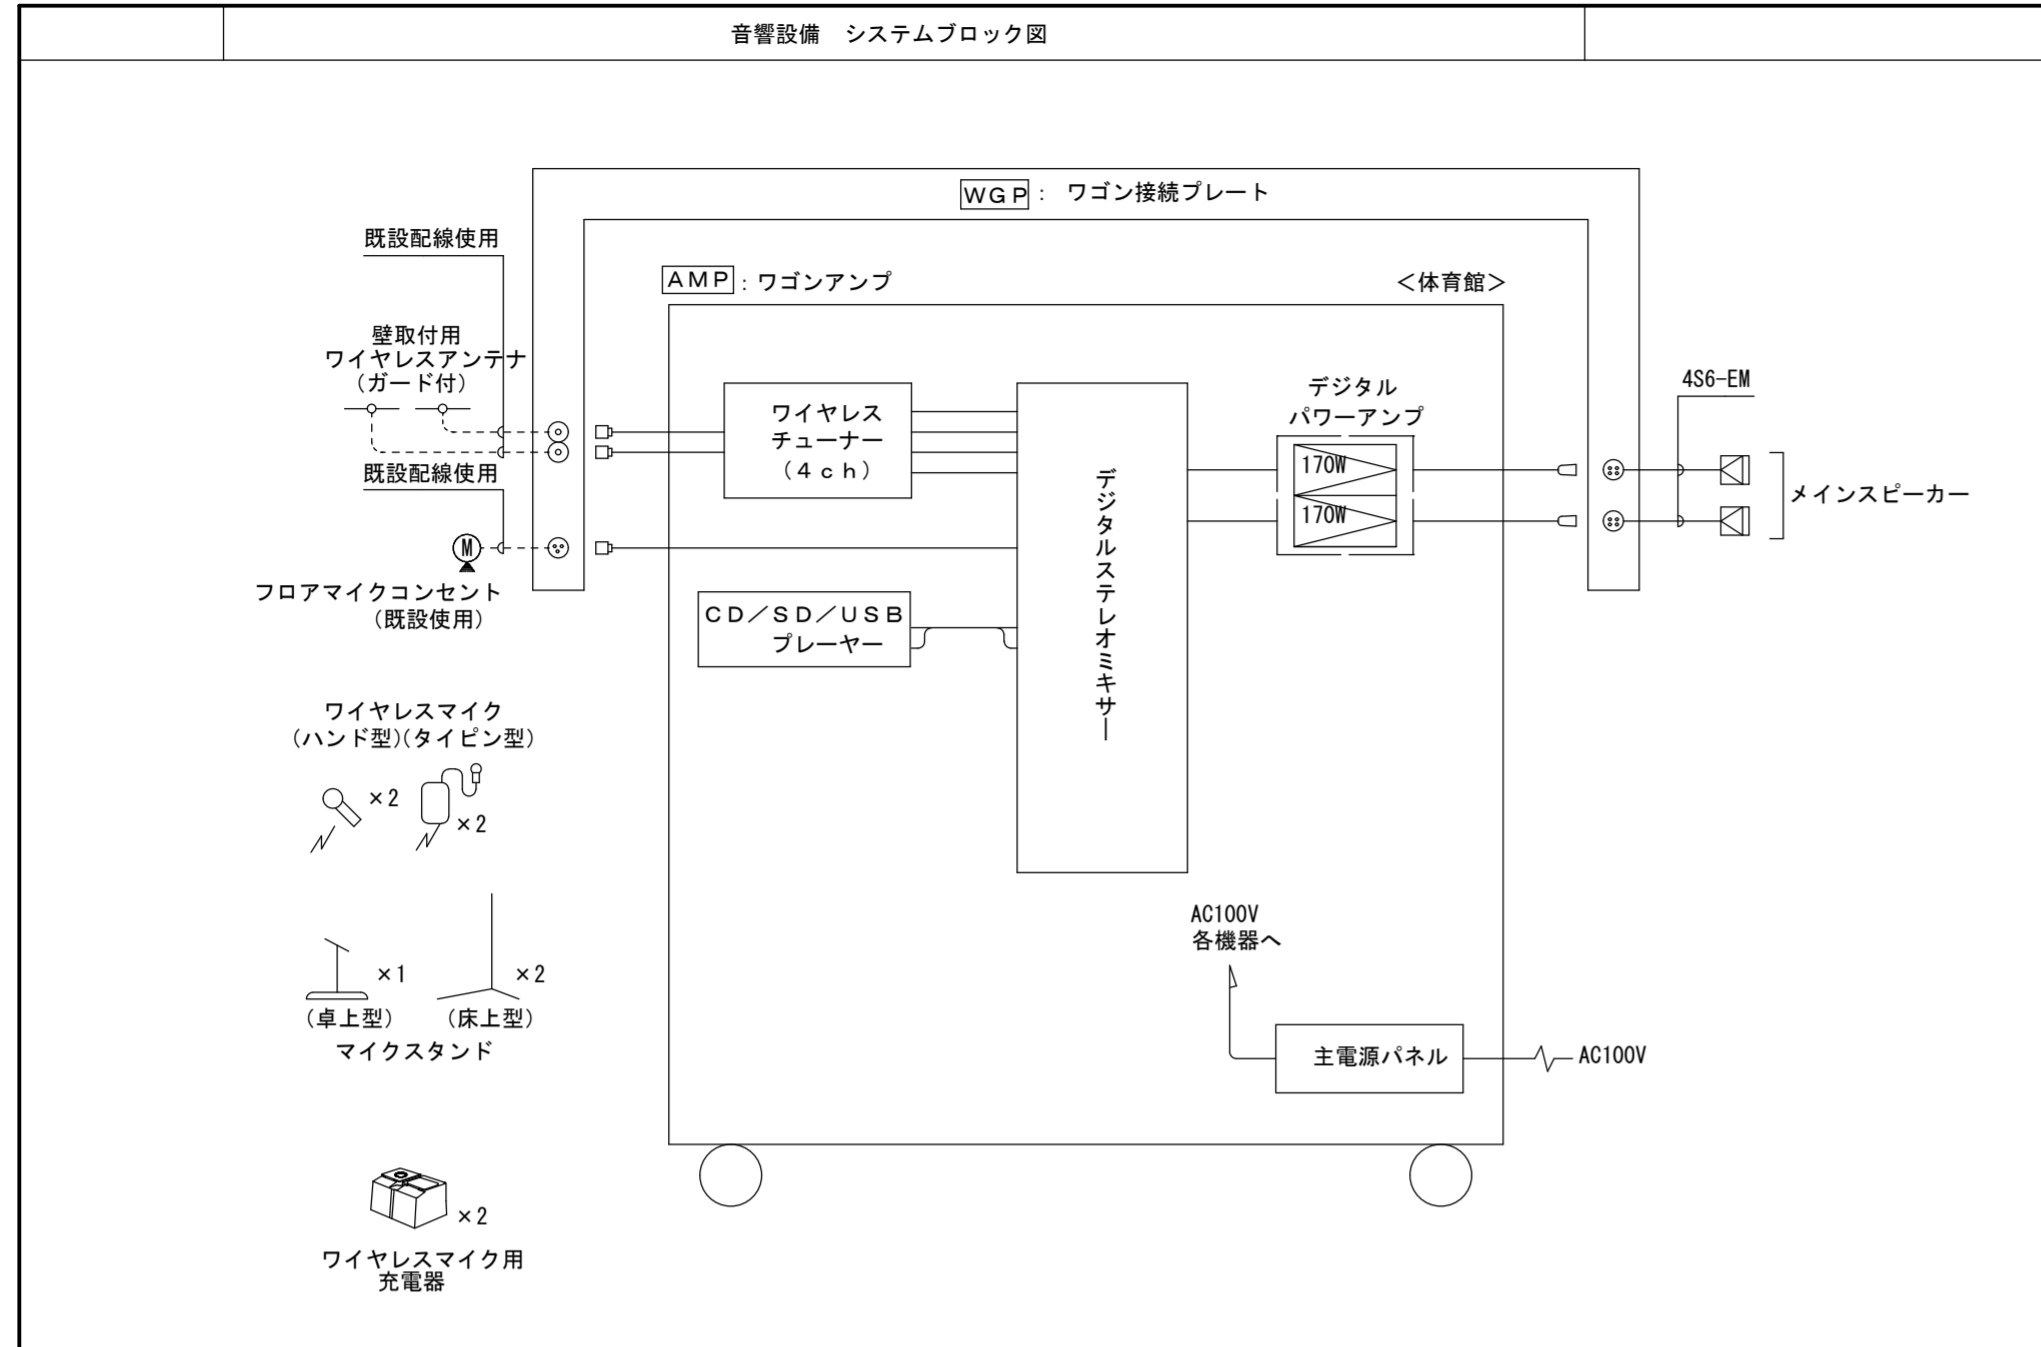 音響設備　システムブロック図
WGP： ワゴン接続プレート
既設配線使用
AMP：ワゴンアンプ
＜体育館＞
壁取付用
ワイヤレスアンテナ
（ガード付）
4S6-EM
ワイヤレス
チューナー
（4ch）
デジタル
パワーアンプ
170W
170W
既設配線使用
メインスピーカー
デジタルステレオミキサー
M
フロアマイクコンセント
（既設使用）
CD／SD／USB
プレーヤー
ワイヤレスマイク
（ハンド型）（タイピン型）
×2
×2
AC100V
各機器へ
×1
×2
（卓上型）
（床上型）
マイクスタンド
主電源パネル
AC100V
×2
ワイヤレスマイク用
充電器